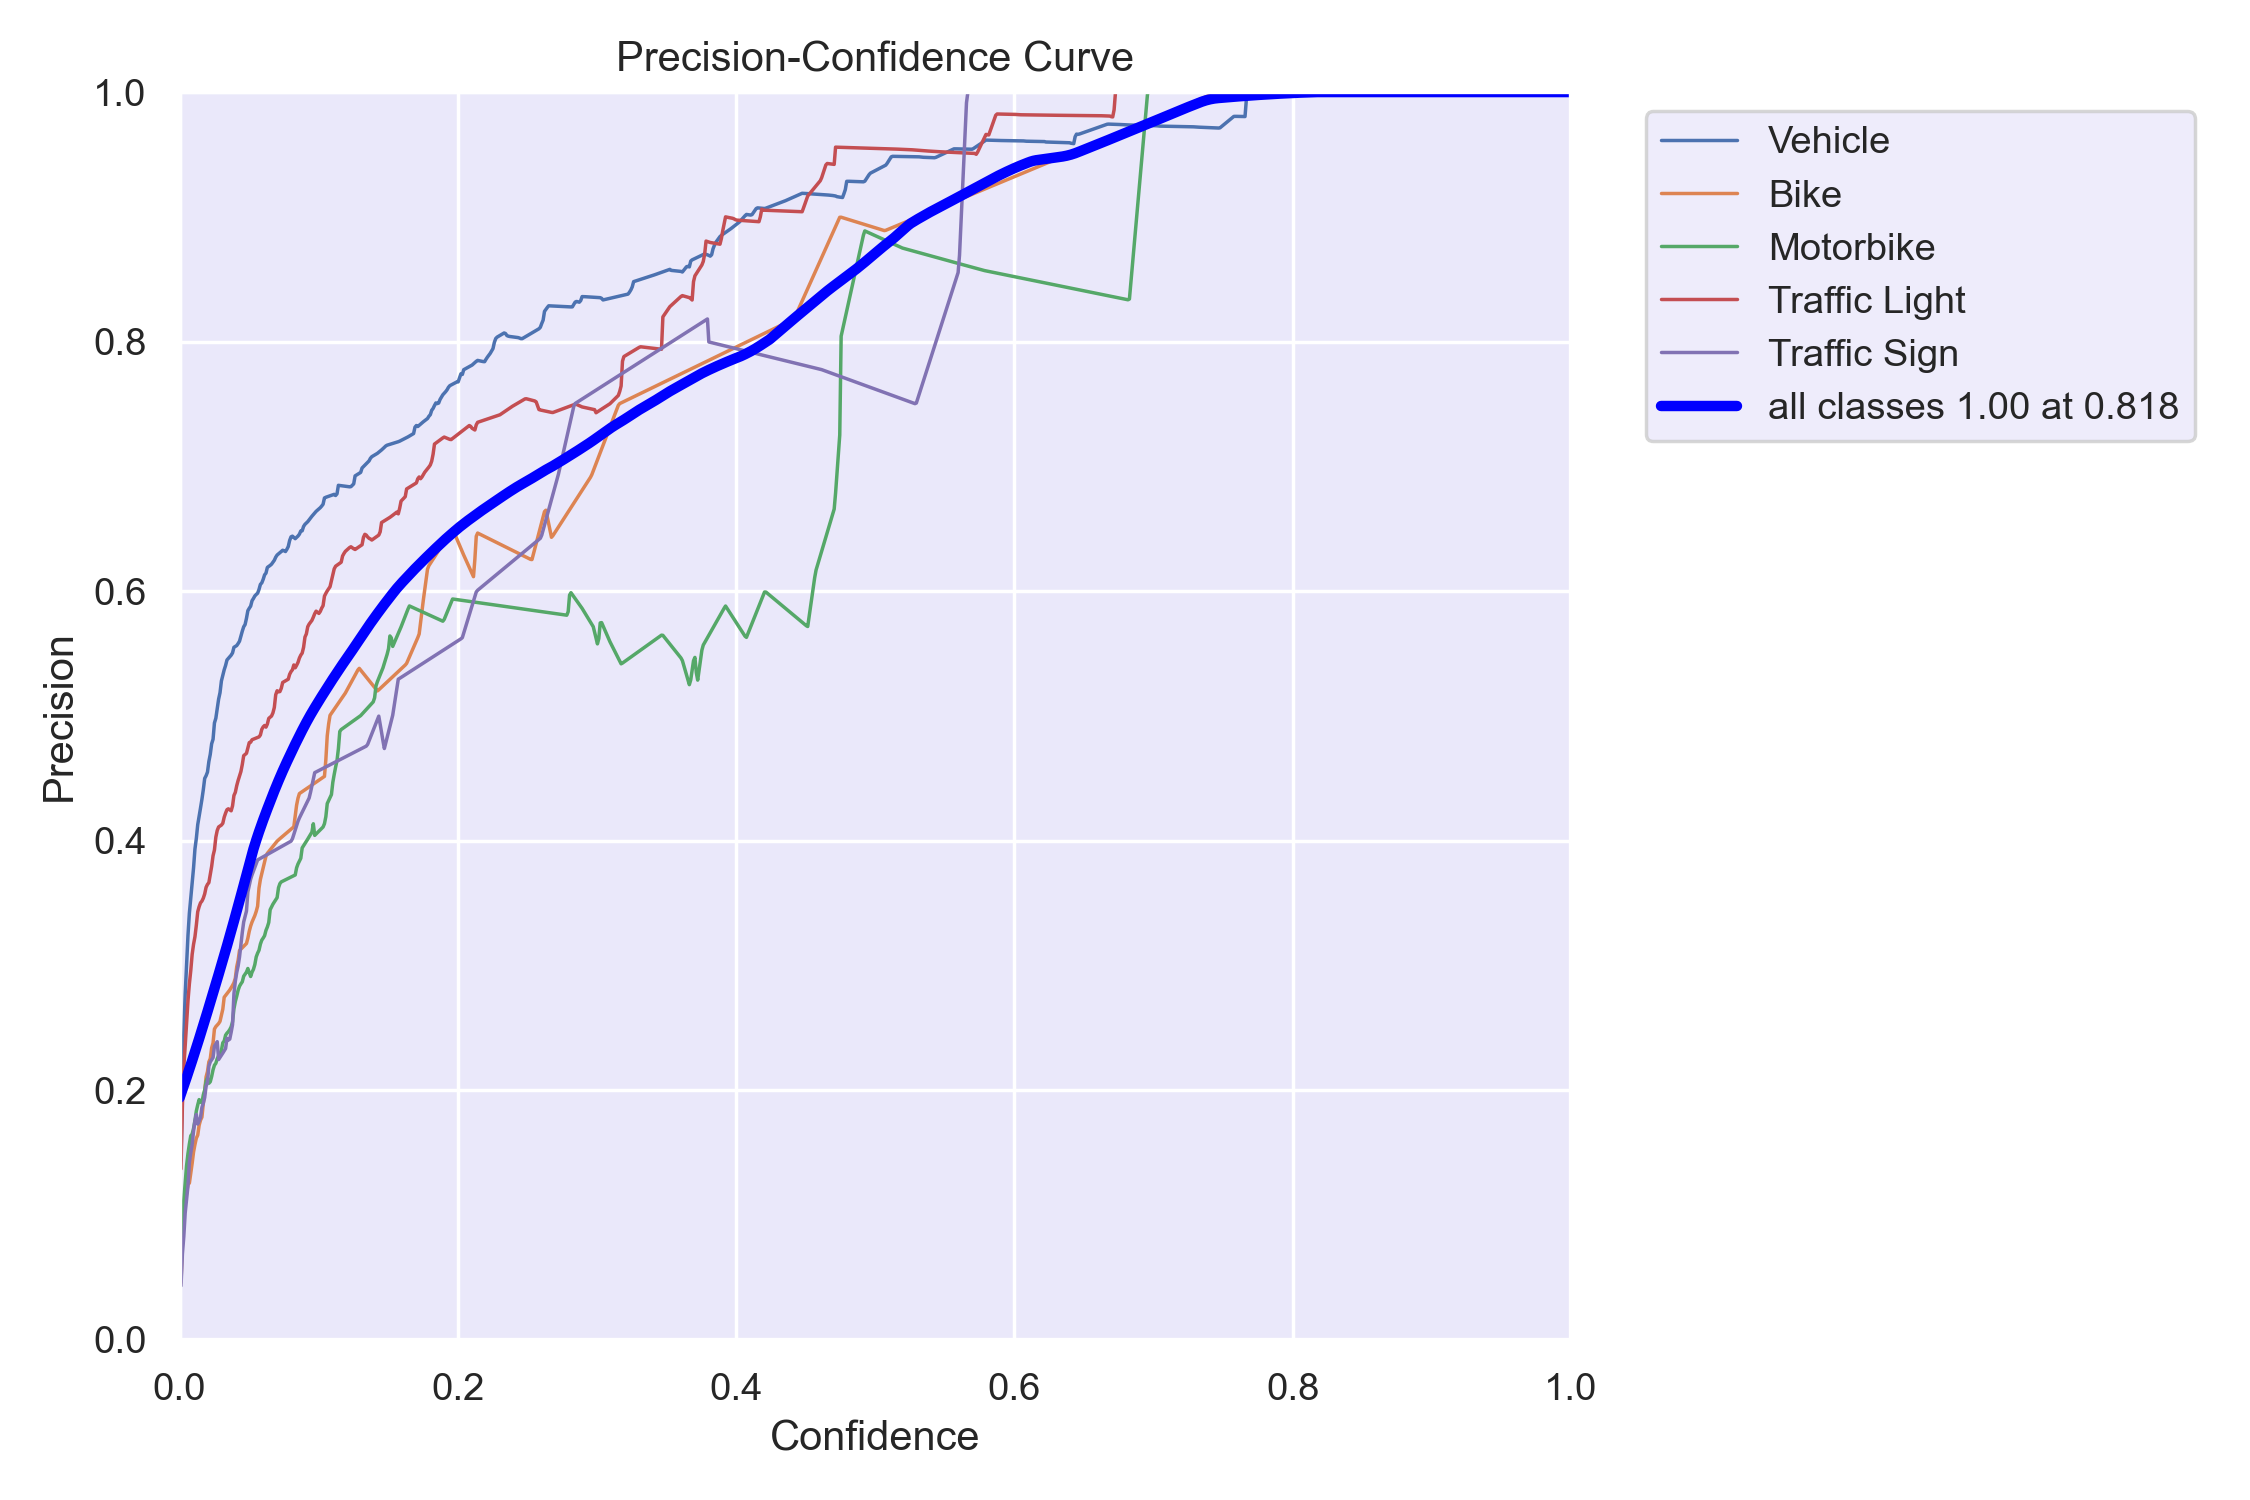 Precision-Confidence Curve
1.0
0.8
0.6
0.4
0.2
0.0
Precision
0.0 0.2 0.4 0.6 0.8 1.0
Confidence
Vehicle
Bike
Motorbike
Traffic Light
Traffic Sign
all classes 1.00 at 0.818